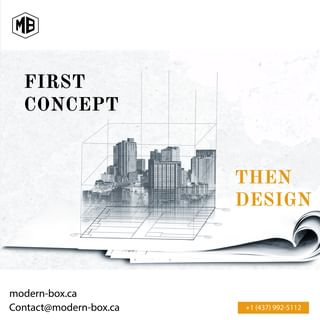 MB
FIRST
CONCEPT
THEN
DESIGN
modern-box.ca
Contact@modern-box.ca
+1 (437) 992-5112